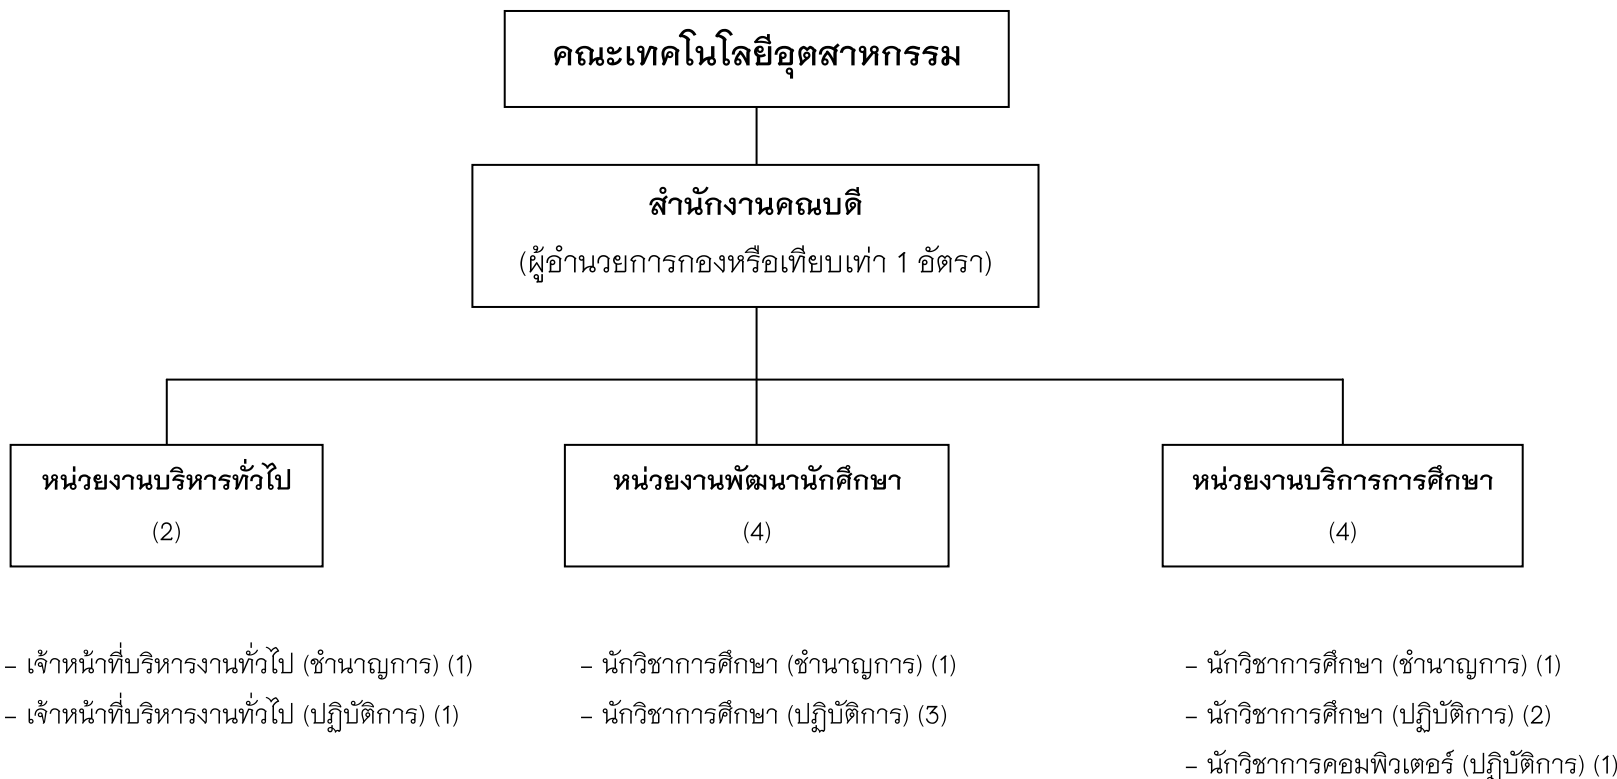 คณะเทคโนโลยีอุตสาหกรรม
สำนักงานคณบดี
(ผู้อำนวยการกองหรือเทียบเท่า 1 อัตรา)
หน่วยงานบริหารทั่วไป
(2)
หน่วยงานพัฒนานักศึกษา
(4)
หน่วยงานบริการการศึกษา
(4)
– เจ้าหน้าที่บริหารงานทั่วไป (ชำนาญการ) (1)
– เจ้าหน้าที่บริหารงานทั่วไป (ปฏิบัติการ) (1)
– นักวิชาการศึกษา (ชำนาญการ) (1)
– นักวิชาการศึกษา (ปฏิบัติการ) (3)
– นักวิชาการศึกษา (ชำนาญการ) (1)
– นักวิชาการศึกษา (ปฏิบัติการ) (2)
– นักวิชาการคอมพิวเตอร์ (ปฏิบัติการ) (1)